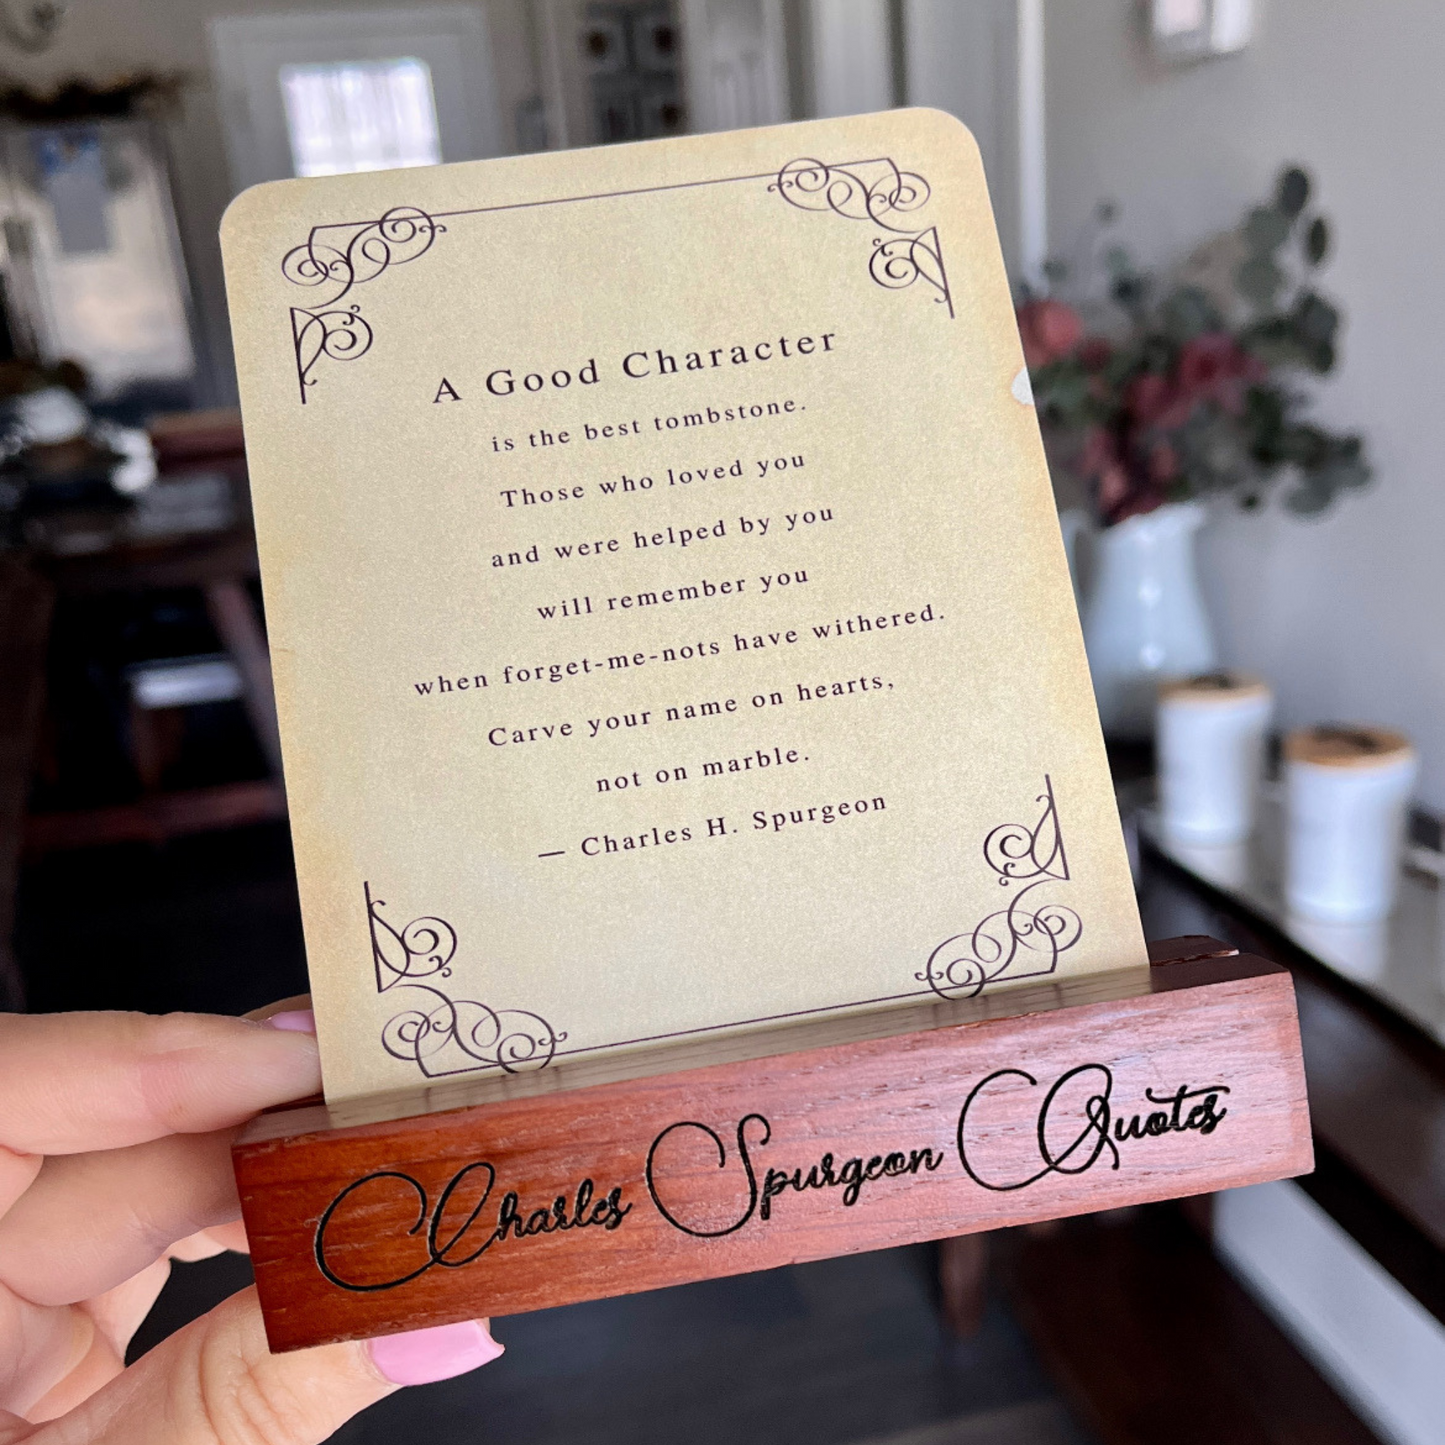 A Good Character
is the best tombstone.
Those who loved you
and were helped by you
will remember you
when forget-me-nots have withered.
Carve your name on hearts,
not on marble.
— Charles H. Spurgeon
Charles Spurgeon Quotes